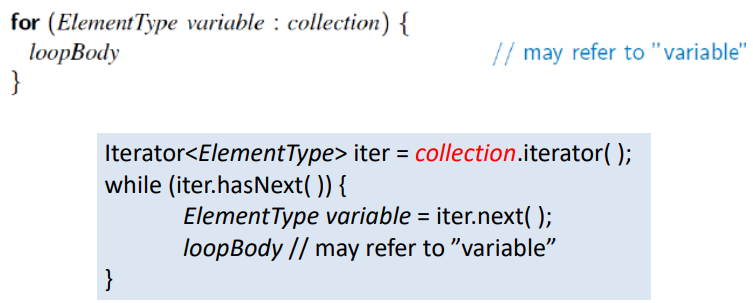 for (ElementType variable : collection) {
loopBody // may refer to "variable"
}
Iterator<ElementType> iter = collection.iterator( );
while (iter.hasNext( )) {
ElementType variable = iter.next( );
loopBody // may refer to ”variable”
}